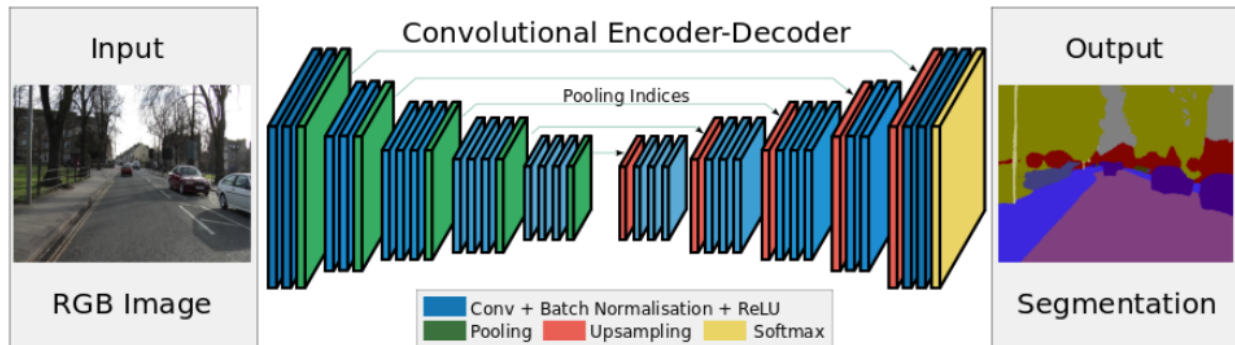 Input
RGB Image
Convolutional Encoder-Decoder
Pooling Indices
Conv + Batch Normalisation + ReLU
Pooling Upsampling Softmax
Output
Segmentation